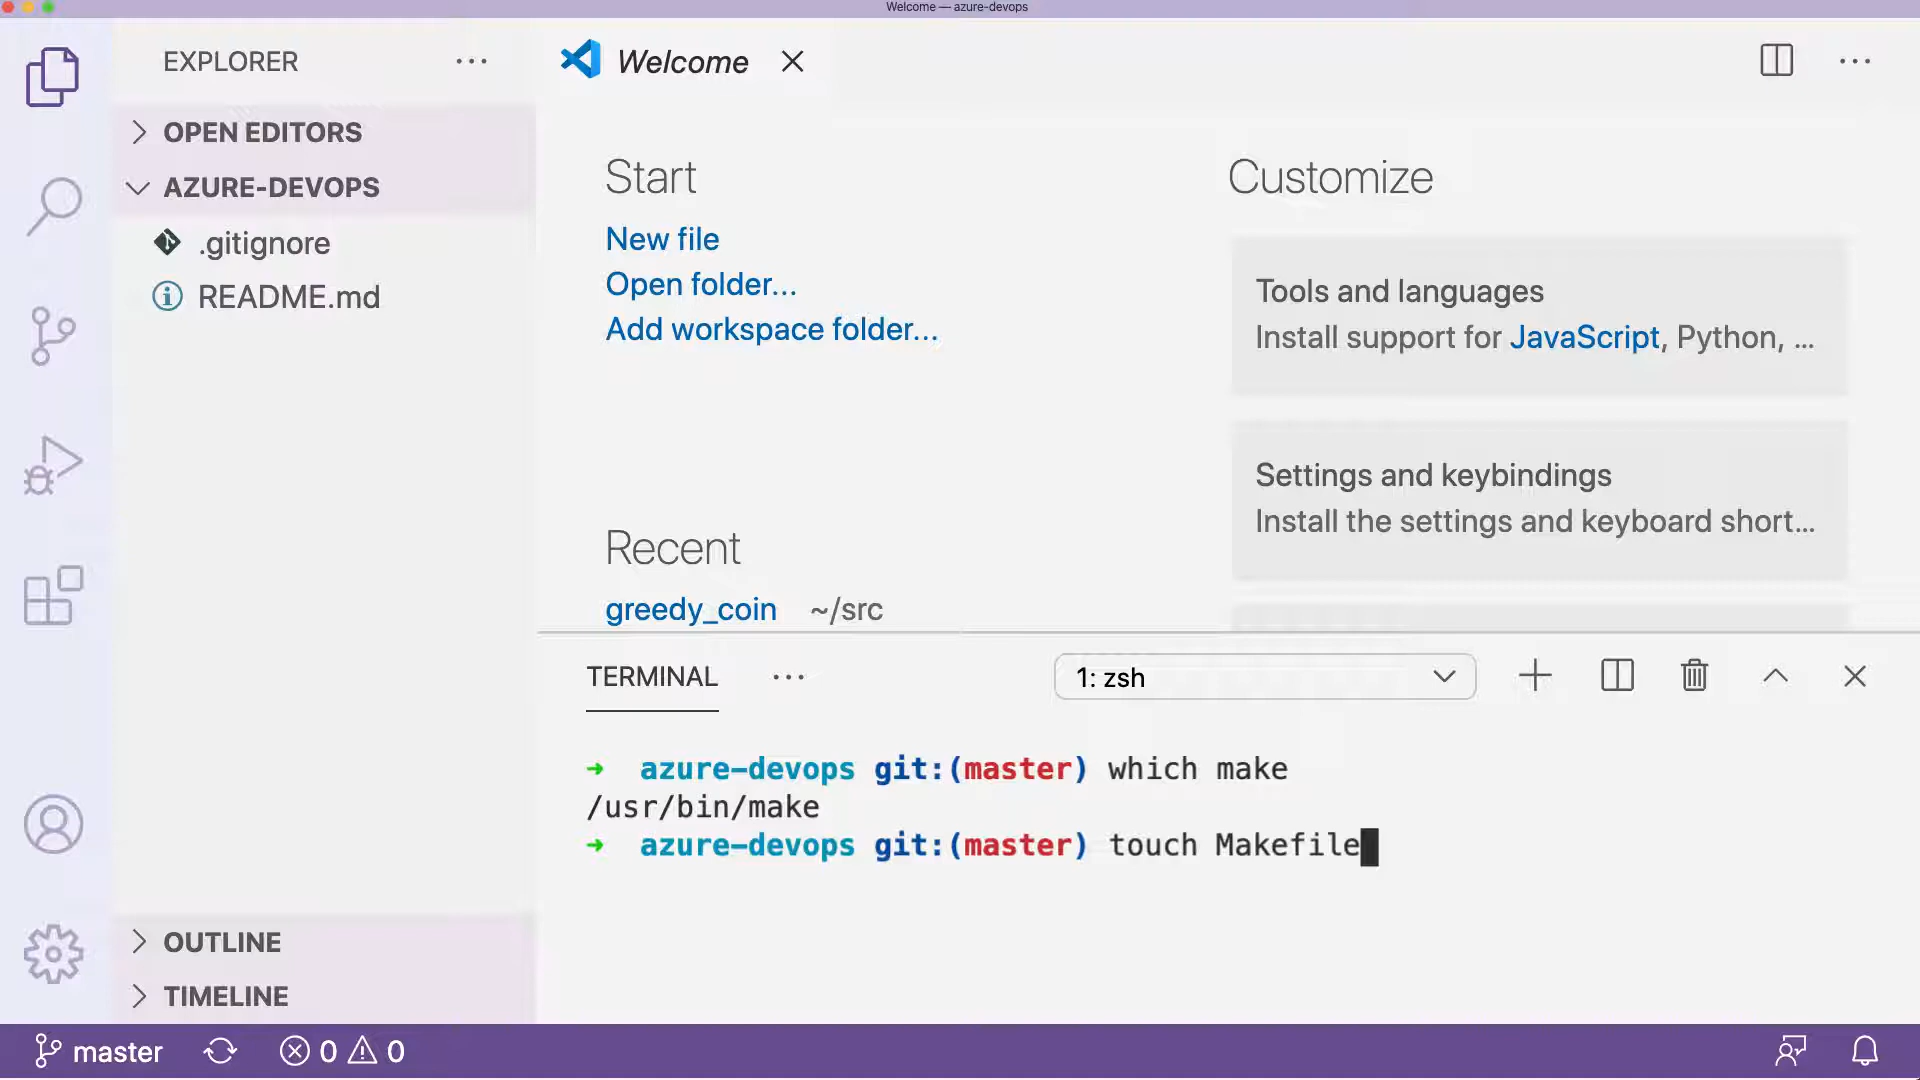 Welcome — azure-devops
EXPLORER
Welcome
OPEN EDITORS
AZURE-DEVOPS
.gitignore
README.md
Start
New file
Open folder...
Add workspace folder...
Recent
greedy_coin ~/src
Customize
Tools and languages
Install support for JavaScript, Python, ...
Settings and keybindings
Install the settings and keyboard short...
TERMINAL
1: zsh
➜ azure-devops git:(master) which make
/usr/bin/make
➜ azure-devops git:(master) touch Makefile
OUTLINE
TIMELINE
master 0 0